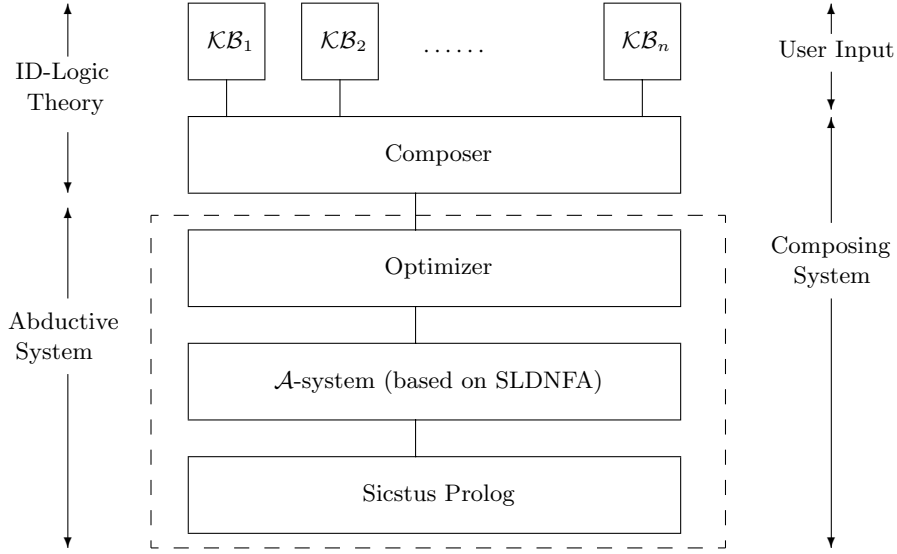 𝒦ℬ₁ 𝒦ℬ₂ ...... 𝒦ℬₙ
User Input
ID-Logic
Theory
Composer
Composing
System
Optimizer
Abductive
System
𝒜-system (based on SLDNFA)
Sicstus Prolog